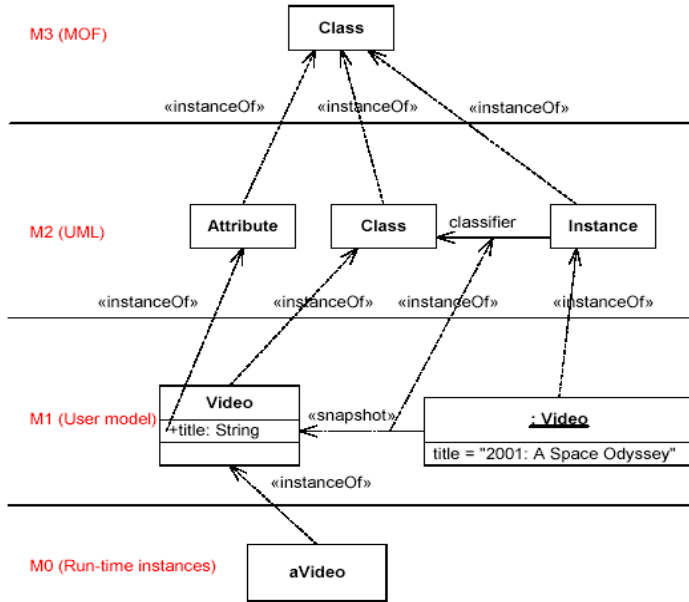 Class
M3 (MOF)
«instanceOf» «instanceOf» «instanceOf»
Attribute Class classifier Instance
M2 (UML)
«instanceOf» «instanceOf» «instanceOf» «instanceOf»
Video
«snapshot» : Video
M1 (User model) +title: String
title = "2001: A Space Odyssey"
«instanceOf»
M0 (Run-time instances) aVideo